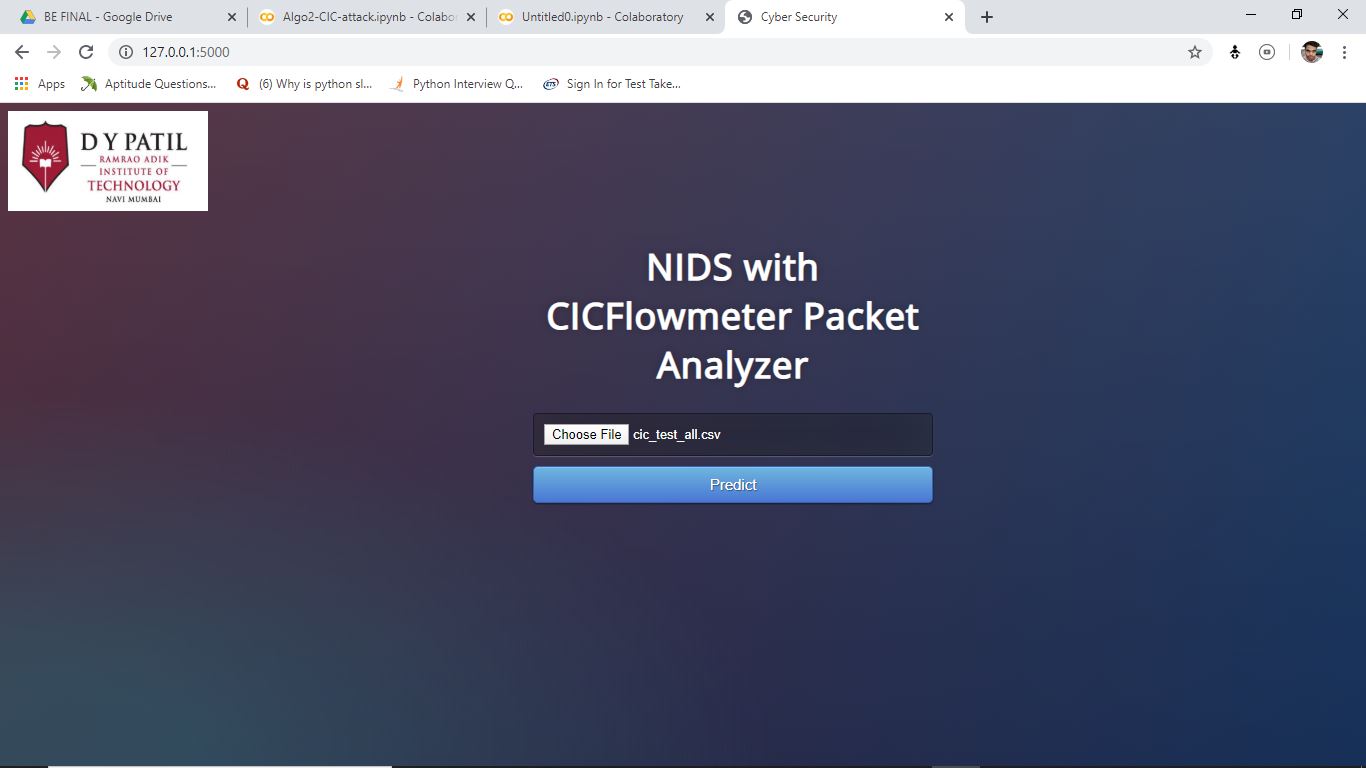 BE FINAL - Google Drive
Algo2-CIC-attack.ipynb - Colabo
Untitled0.ipynb - Colaboratory
Cyber Security
127.0.0.1:5000
Apps
Aptitude Questions...
(6) Why is python sl...
Python Interview Q...
Sign In for Test Take...
D Y PATIL
RAMRAO ADIK
INSTITUTE OF
TECHNOLOGY
NAVI MUMBAI
NIDS with
CICFlowmeter Packet
Analyzer
Choose File cic_test_all.csv
Predict